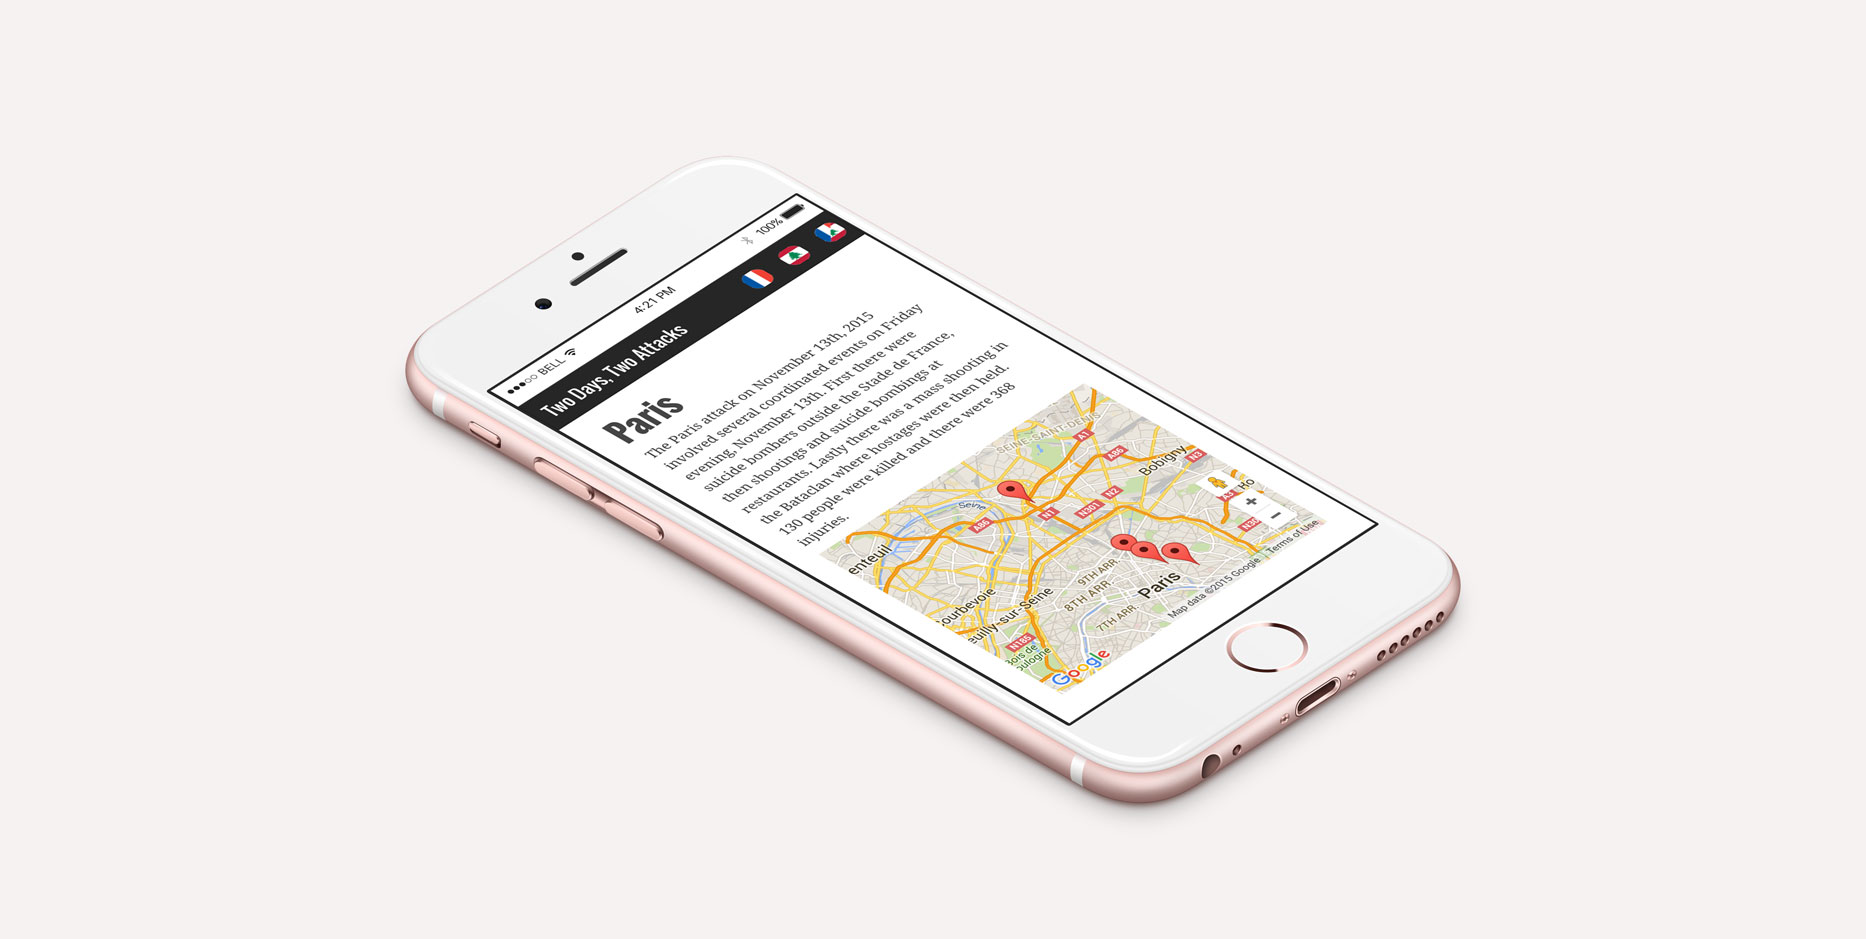 BELL
4:21 PM
100%
Two Days, Two Attacks
Paris
The Paris attack on November 13th, 2015
involved several coordinated events on Friday
evening, November 13th. First there were
suicide bombers outside the Stade de France,
then shootings and suicide bombings at
restaurants. Lastly there was a mass shooting in
the Bataclan where hostages were then held.
130 people were killed and there were 368
injuries.
SEINE-SAINT-DENIS
A1
A86
Bobigny
N3
Seine
A86
N1
N301
N2
A3
Ho
+
−
N30
enteuil
9TH ARR.
8TH ARR.
Paris
7TH ARR.
Courbevoie
euilly-sur-Seine
N185
Bois de
oulogne
Google
Map data ©2015 Google
Terms of Use